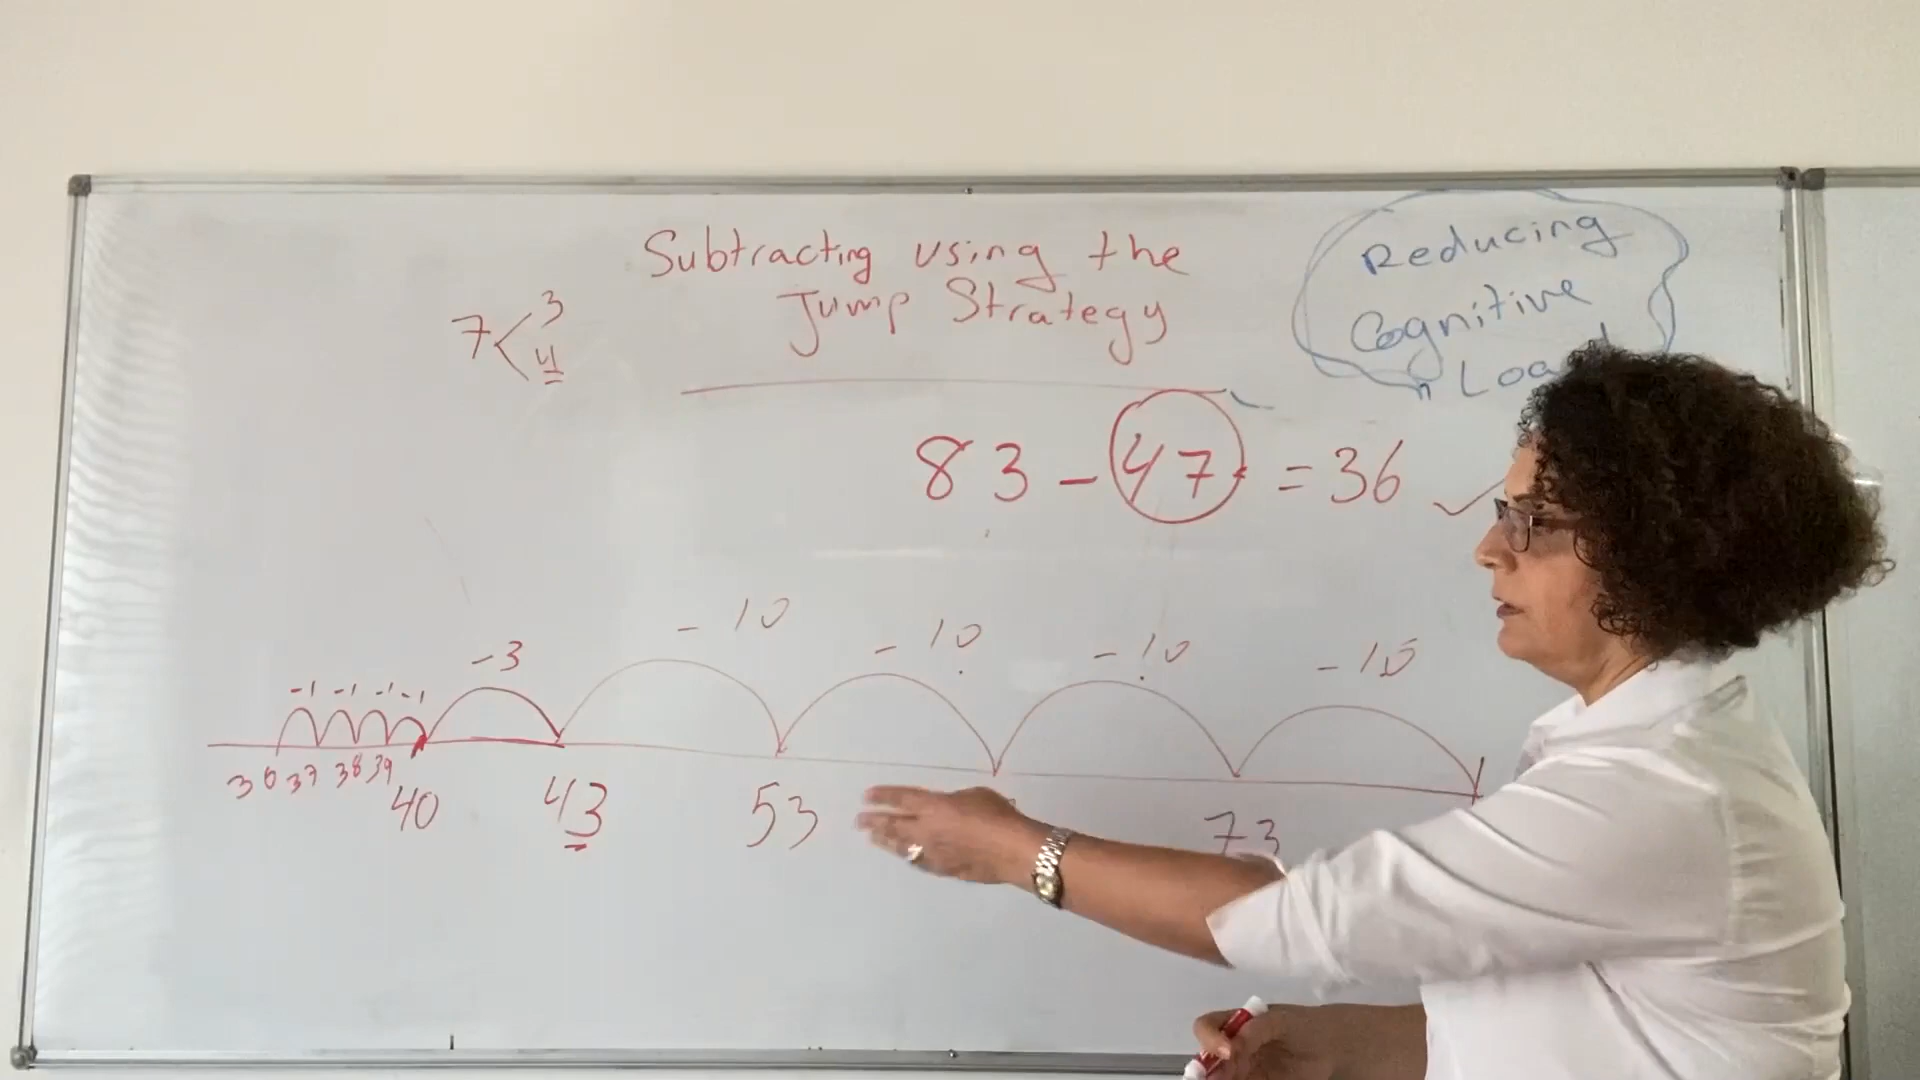 Subtracting using the
Jump Strategy
Reducing
Cognitive
Load
7 < 3
4
83 - 47 = 36 ✓
-1 -1 -1 -1 -3 -10 -10 -10 -10
36 37 38 39 40 43 53 73